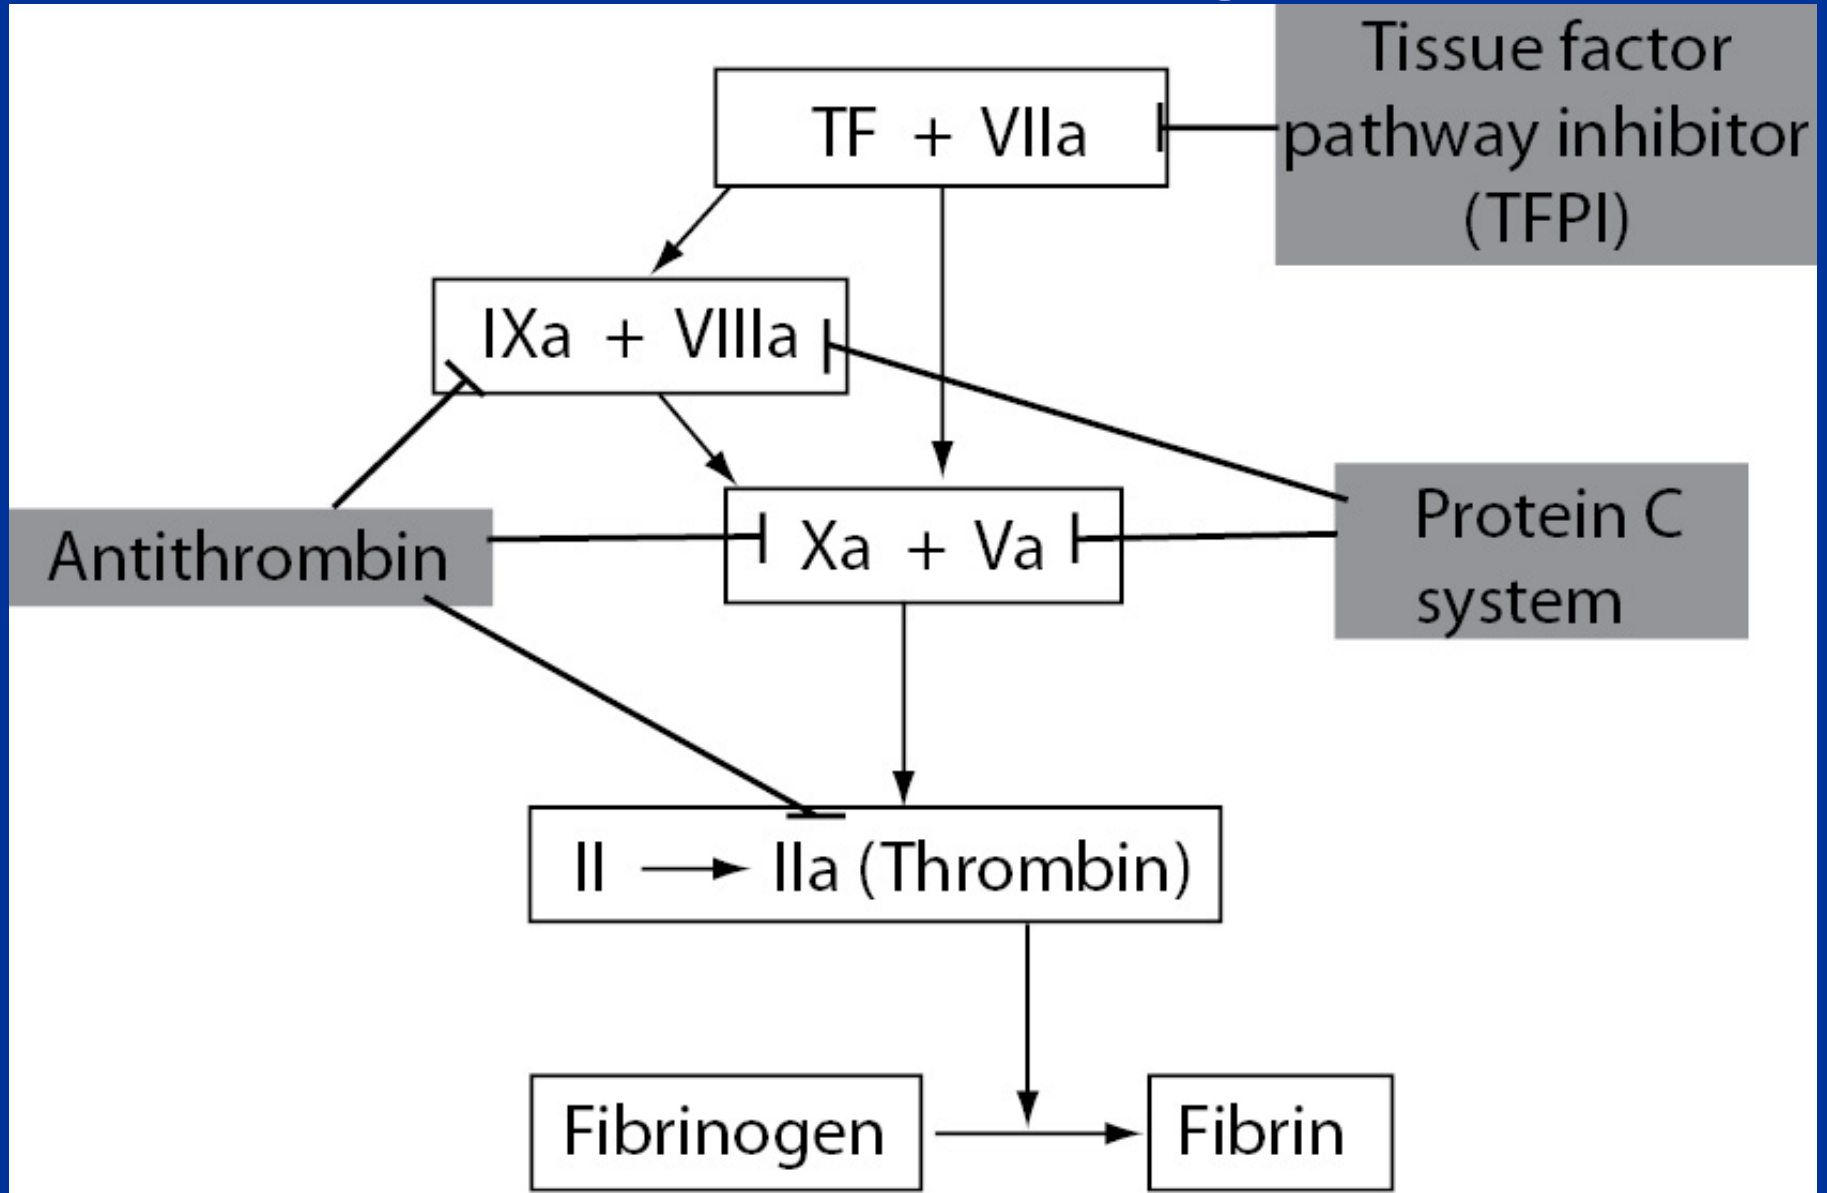 Tissue factor
pathway inhibitor
(TFPI)
TF + VIIa
IXa + VIIIa
Antithrombin
Xa + Va
Protein C
system
II IIa (Thrombin)
Fibrinogen
Fibrin